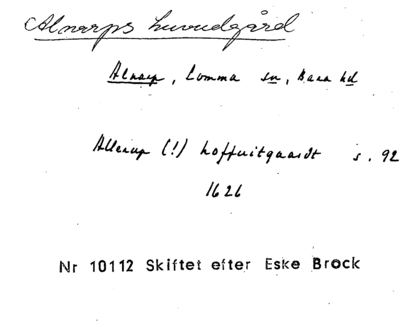 Alnarps huvudgård
Alnarp, Lomma sn, Bara hd
Allerup (!) hoffuitgaardt s. 92
1626
Nr 10112 Skiftet efter Eske Brock